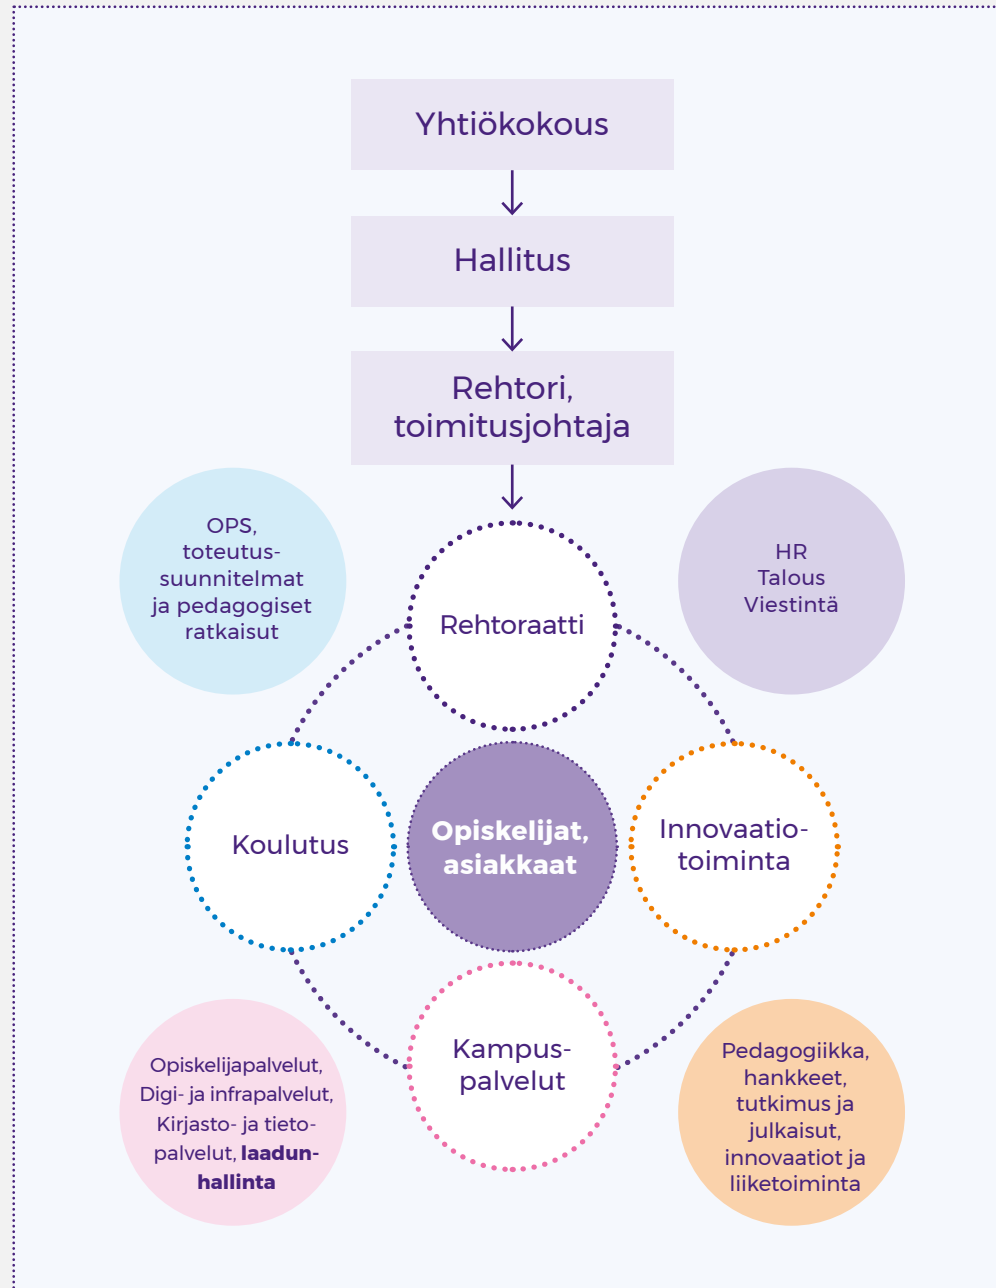 Yhtiökokous
Hallitus
Rehtori,
toimitusjohtaja
OPS,
toteutus-
suunnitelmat
ja pedagogiset
ratkaisut
HR
Talous
Viestintä
Rehtoraatti
Koulutus
Opiskelijat,
asiakkaat
Innovaatio-
toiminta
Kampus-
palvelut
Opiskelijapalvelut,
Digi- ja infrapalvelut,
Kirjasto- ja tieto-
palvelut, laadun-
hallinta
Pedagogiikka,
hankkeet,
tutkimus ja
julkaisut,
innovaatiot ja
liiketoiminta